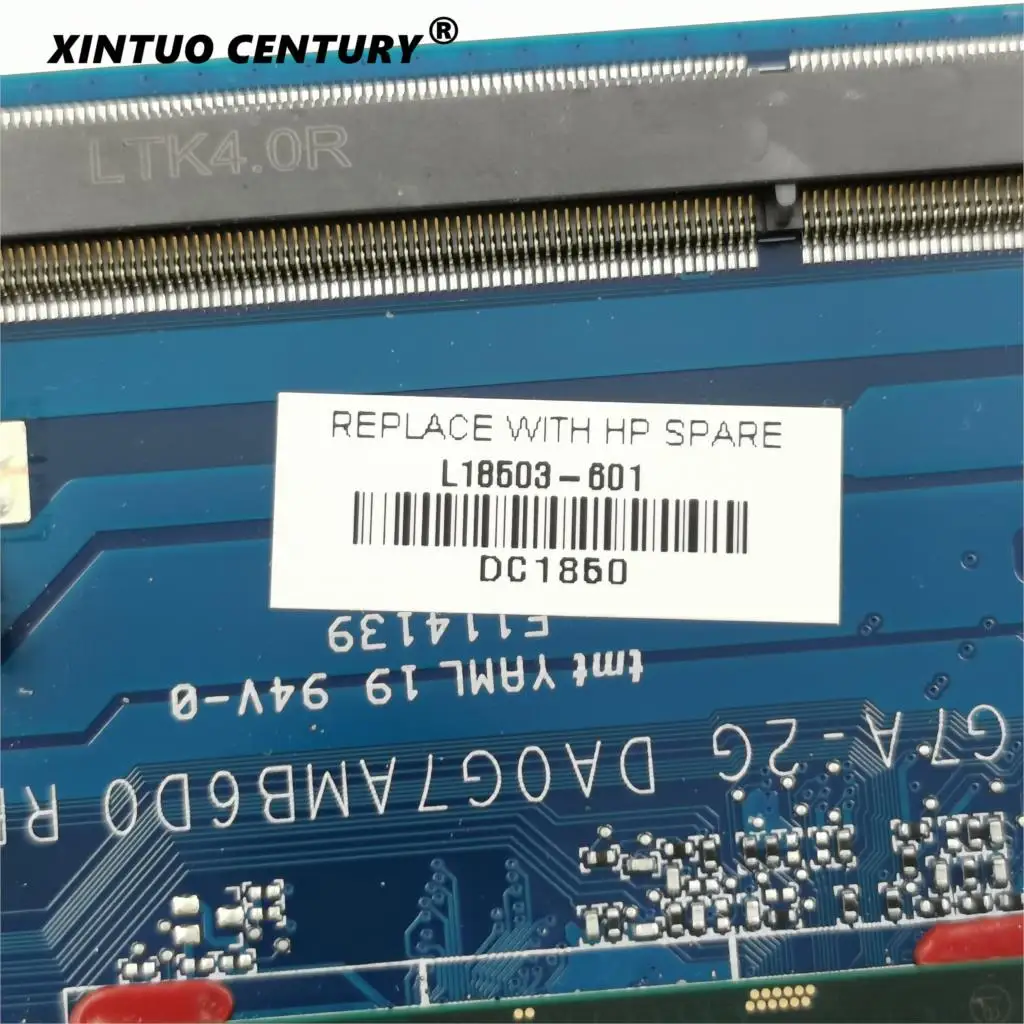 XINTUO CENTURY®
LTK4.0R
REPLACE WITH HP SPARE
L18503-601
DC1850
E114139
tmt YAML 19 94V-0
G7A-2G DA0G7AMB6D0